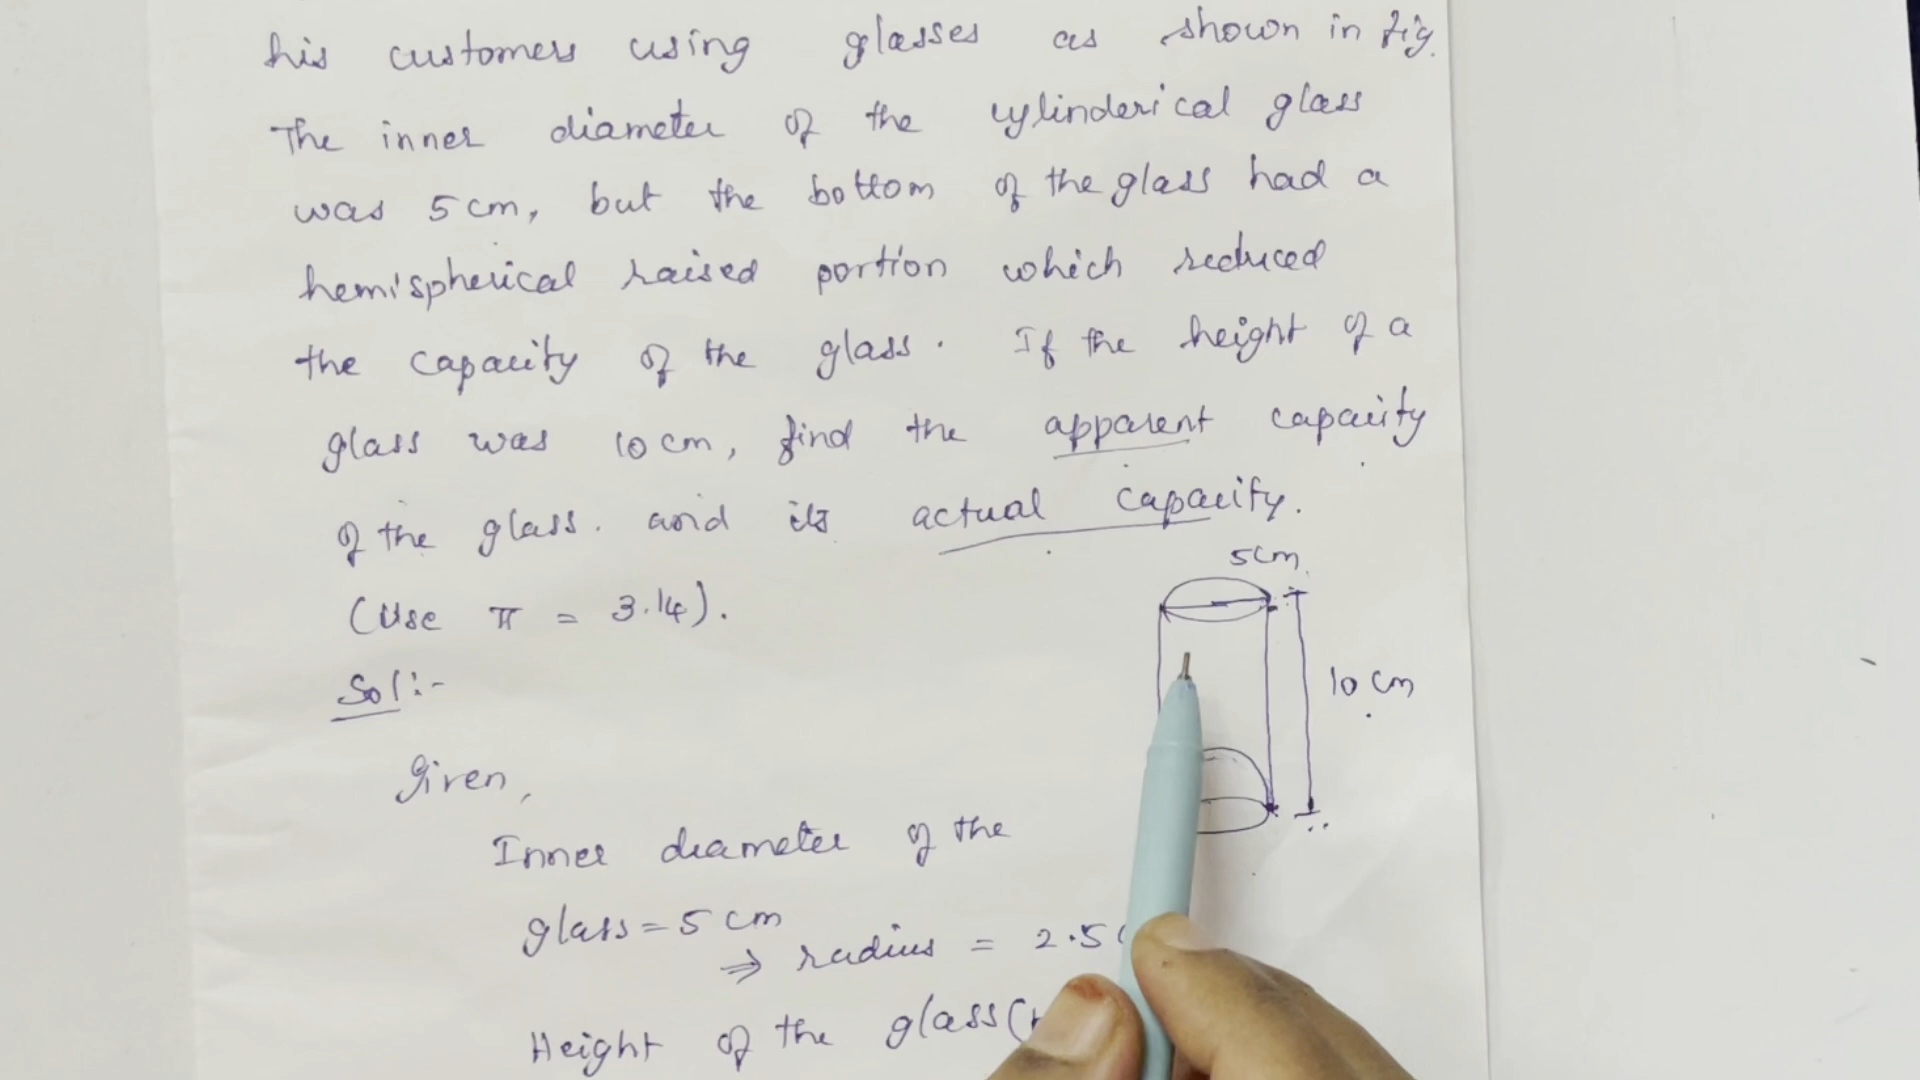 his customers using glasses as shown in fig.
The inner diameter of the cylinderical glass
was 5cm, but the bottom of the glass had a
hemispherical raised portion which reduced
the capacity of the glass. If the height of a
glass was 10 cm, find the apparent capacity
of the glass. and its actual capacity.
(Use π = 3.14).
5cm
10 cm
Sol:-
Given,
Inner diameter of the
glass = 5 cm
⇒ radius = 2.5
Height of the glass (